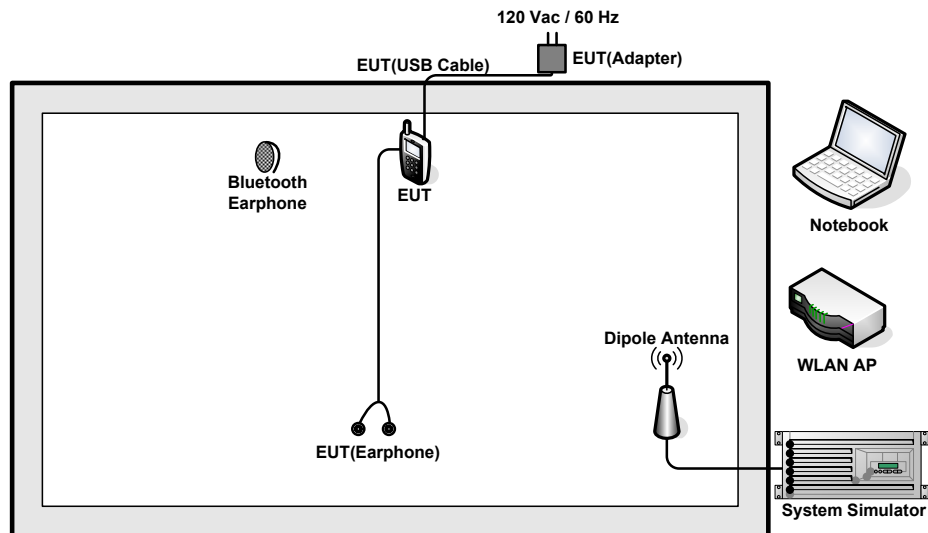 120 Vac / 60 Hz
EUT(USB Cable)
EUT(Adapter)
Bluetooth
Earphone
EUT
Notebook
Dipole Antenna
WLAN AP
EUT(Earphone)
System Simulator